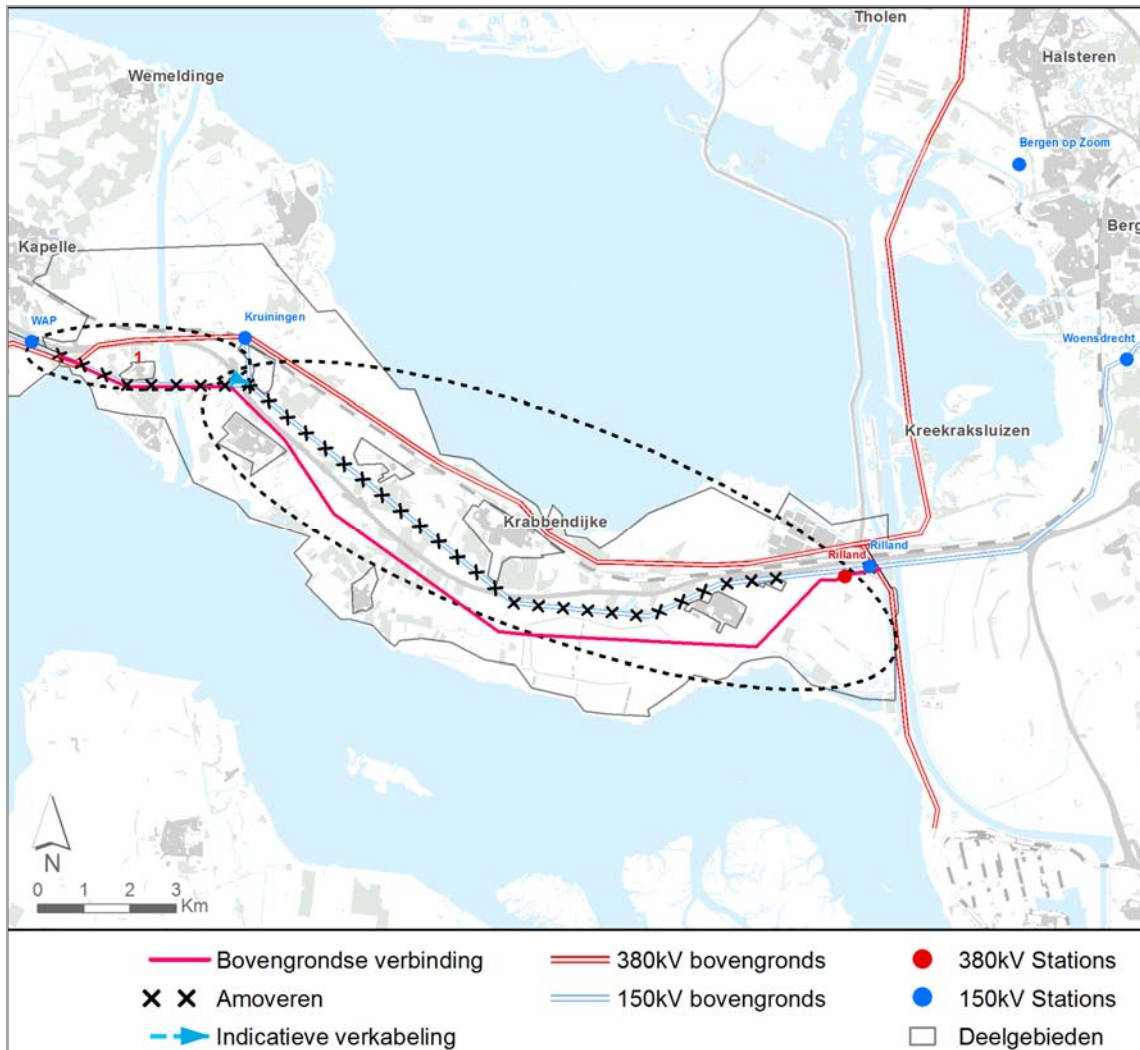 Tholen
Halsteren
Wemeldinge
Bergen op Zoom
Berg
Kapelle
WAP
Kruiningen
1
Woensdrecht
Kreekraksluizen
Krabbendijke
Rilland
Rilland
N
0 1 2 3
Km
Bovengrondse verbinding
380kV bovengronds
380kV Stations
Amoveren
150kV bovengronds
150kV Stations
Indicatieve verkabeling
Deelgebieden